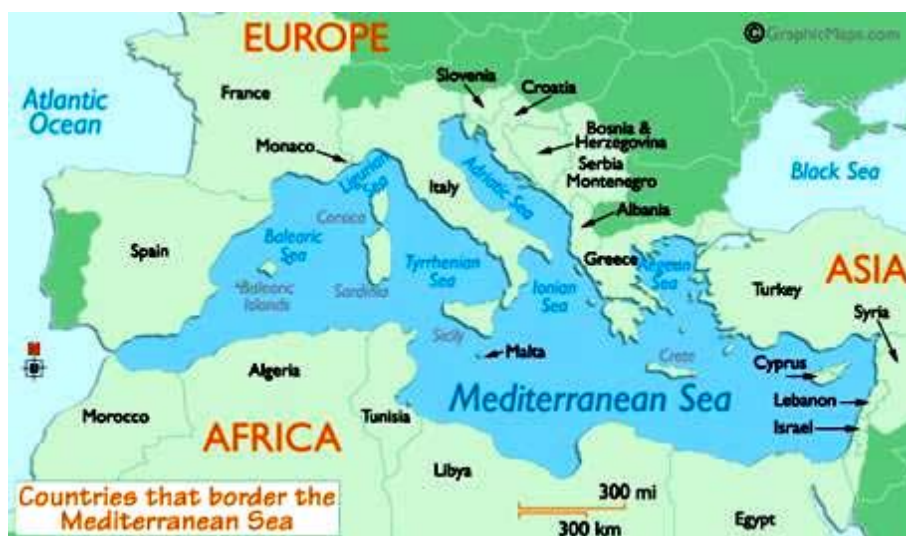 EUROPE
© GraphicMaps.com
Slovenia
Croatia
Atlantic
Ocean
France
Bosnia &
Herzegovina
Monaco
Ligurian
Sea
Italy
Adriatic Sea
Serbia
Montenegro
Black Sea
Corsica
Albania
Spain
Balearic
Sea
Tyrrhenian
Sea
Ionian
Sea
Greece
Aegean
Sea
ASIA
Turkey
*Balearic
Islands
Sardinia
Syria
Sicily
Malta
Crete
Cyprus
N
Algeria
Mediterranean Sea
Lebanon
Morocco
Tunisia
Israel
AFRICA
Libya
Countries that border the
Mediterranean Sea
300 mi
300 km
Egypt